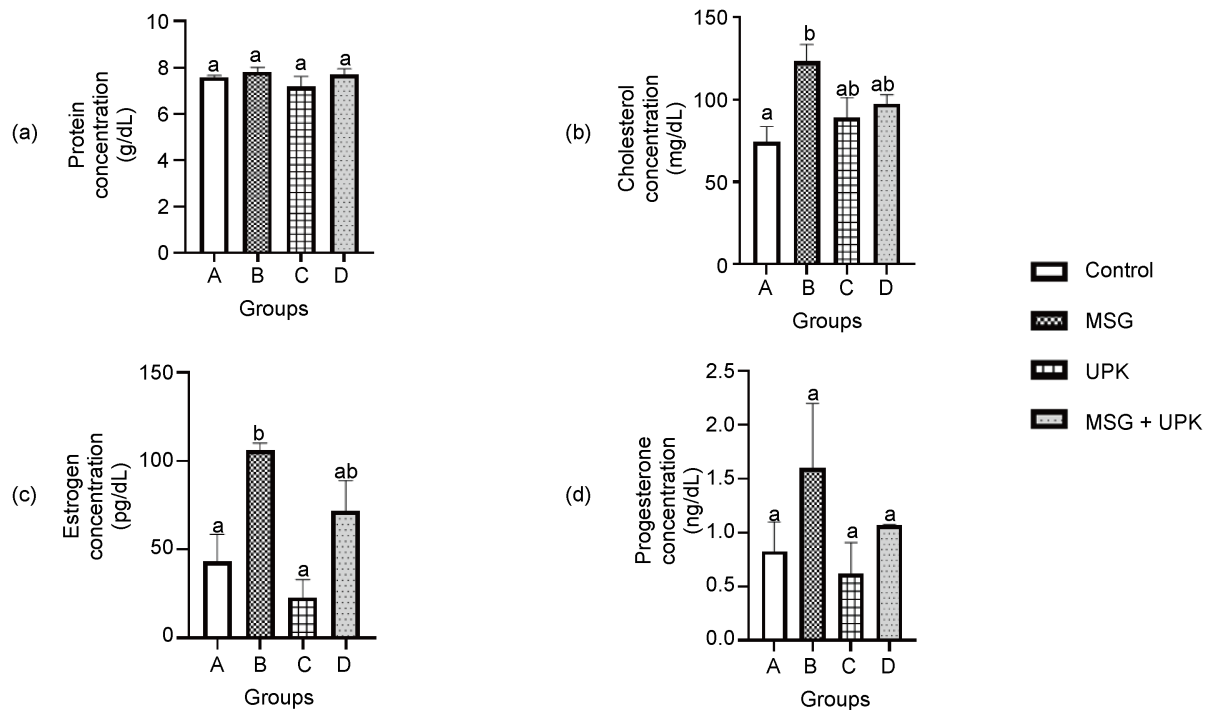 (a)
Protein
concentration
(g/dL)
10
8
6
4
2
0
a
a
a
a
A
B
C
D
Groups
(b)
Cholesterol
concentration
(mg/dL)
150
100
50
0
a
b
ab
ab
A
B
C
D
Groups
Control
MSG
UPK
MSG + UPK
(c)
Estrogen
concentration
(pg/dL)
150
100
50
0
a
b
a
ab
A
B
C
D
Groups
(d)
Progesterone
concentration
(ng/dL)
2.5
2.0
1.5
1.0
0.5
0.0
a
a
a
a
A
B
C
D
Groups